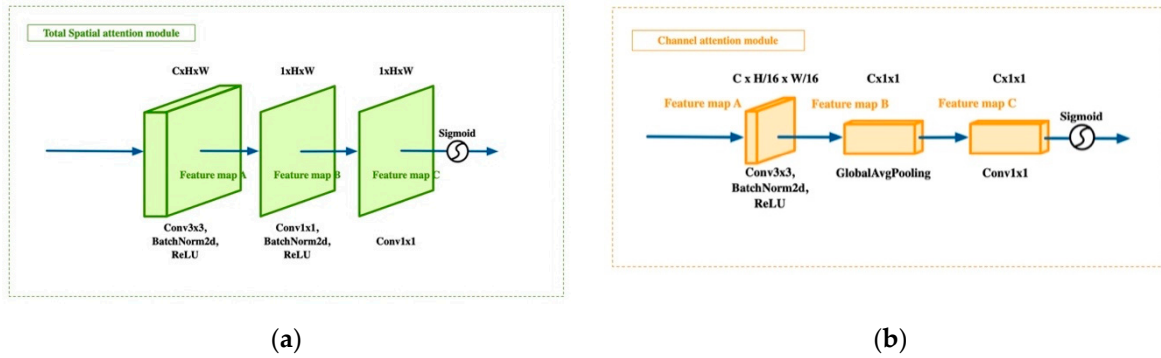 Total Spatial attention module
CxHxW
1xHxW
1xHxW
Sigmoid
Feature map A
Feature map B
Feature map C
Conv3x3,
BatchNorm2d,
ReLU
Conv1x1,
BatchNorm2d,
ReLU
Conv1x1
(a)
Channel attention module
C x H/16 x W/16
Cx1x1
Cx1x1
Feature map A
Feature map B
Feature map C
Sigmoid
Conv3x3,
BatchNorm2d,
ReLU
GlobalAvgPooling
Conv1x1
(b)